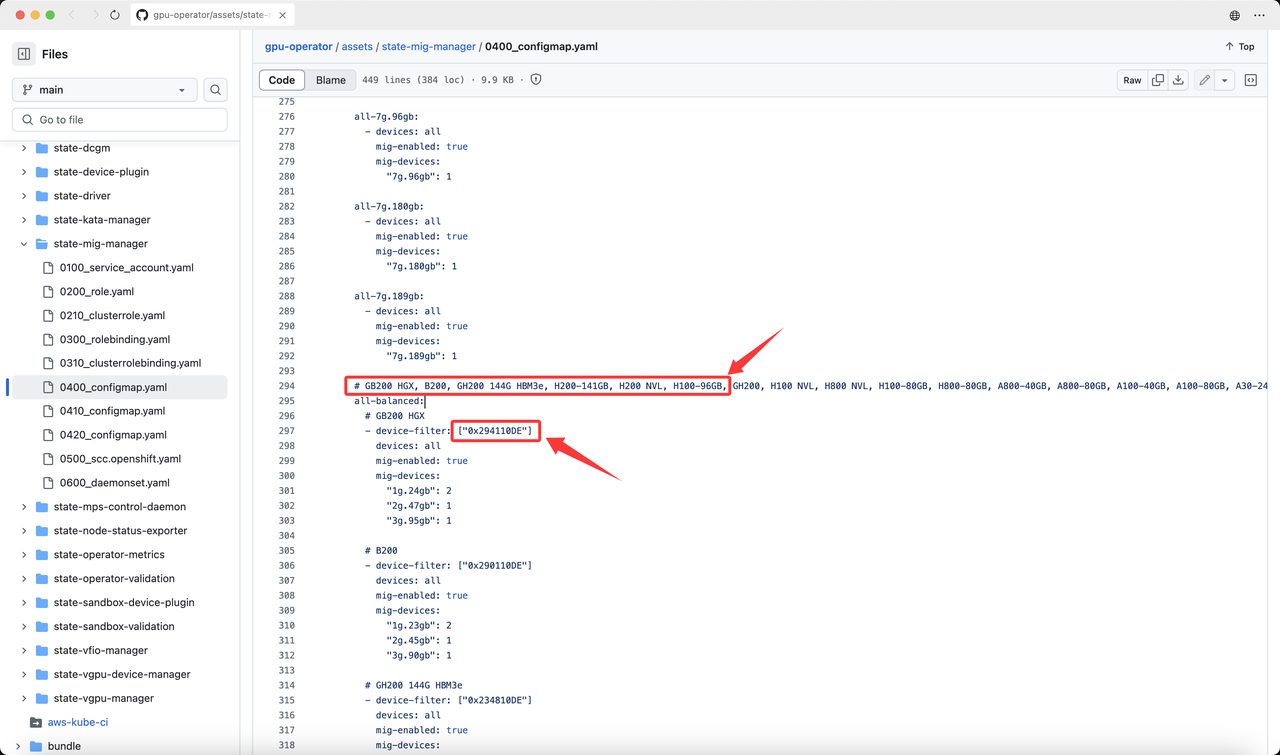 gpu-operator/assets/state-
Files
main
Go to file
state-dcgm
state-device-plugin
state-driver
state-kata-manager
state-mig-manager
0100_service_account.yaml
0200_role.yaml
0210_clusterrole.yaml
0300_rolebinding.yaml
0310_clusterrolebinding.yaml
0400_configmap.yaml
0410_configmap.yaml
0420_configmap.yaml
0500_scc.openshift.yaml
0600_daemonset.yaml
state-mps-control-daemon
state-node-status-exporter
state-operator-metrics
state-operator-validation
state-sandbox-device-plugin
state-sandbox-validation
state-vfio-manager
state-vgpu-device-manager
state-vgpu-manager
aws-kube-ci
bundle
gpu-operator / assets / state-mig-manager / 0400_configmap.yaml
Top
Code Blame 449 lines (384 loc) · 9.9 KB ·
Raw
275
276 all-7g.96gb:
277 - devices: all
278 mig-enabled: true
279 mig-devices:
280 "7g.96gb": 1
281
282 all-7g.180gb:
283 - devices: all
284 mig-enabled: true
285 mig-devices:
286 "7g.180gb": 1
287
288 all-7g.189gb:
289 - devices: all
290 mig-enabled: true
291 mig-devices:
292 "7g.189gb": 1
293
294 # GB200 HGX, B200, GH200 144G HBM3e, H200-141GB, H200 NVL, H100-96GB, GH200, H100 NVL, H800 NVL, H100-80GB, H800-80GB, A800-40GB, A800-80GB, A100-40GB, A100-80GB, A30-24
295 all-balanced:
296 # GB200 HGX
297 - device-filter: ["0x294110DE"]
298 devices: all
299 mig-enabled: true
300 mig-devices:
301 "1g.24gb": 2
302 "2g.47gb": 1
303 "3g.95gb": 1
304
305 # B200
306 - device-filter: ["0x290110DE"]
307 devices: all
308 mig-enabled: true
309 mig-devices:
310 "1g.23gb": 2
311 "2g.45gb": 1
312 "3g.90gb": 1
313
314 # GH200 144G HBM3e
315 - device-filter: ["0x234810DE"]
316 devices: all
317 mig-enabled: true
318 mig-devices: